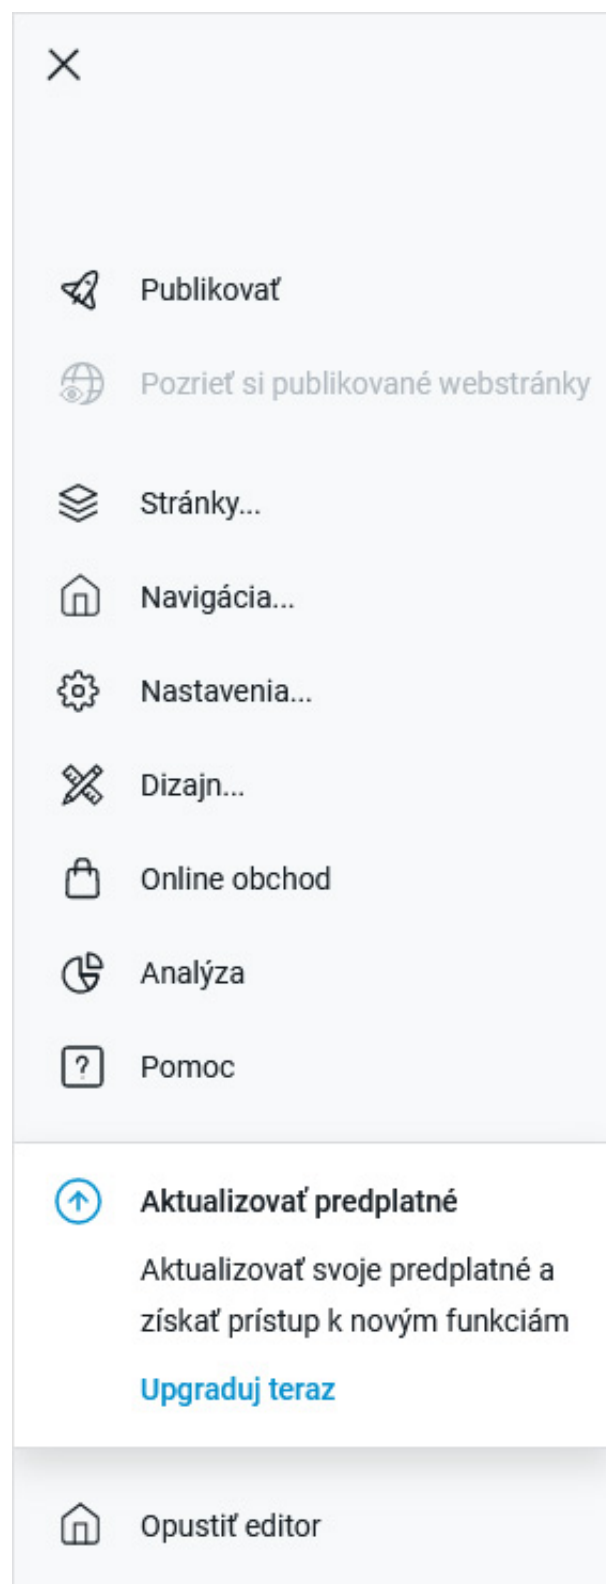 Publikovať
Pozrieť si publikované webstránky
Stránky...
Navigácia...
Nastavenia...
Dizajn...
Online obchod
Analýza
? Pomoc
Aktualizovať predplatné
Aktualizovať svoje predplatné a
získať prístup k novým funkciám
Upgraduj teraz
Opustiť editor